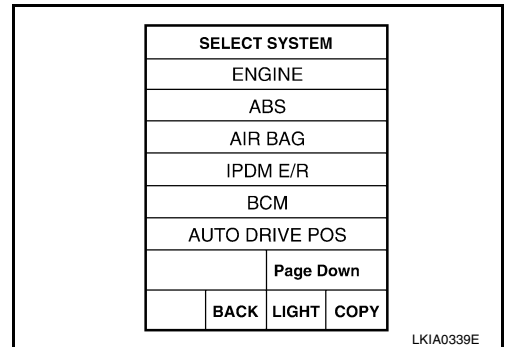 SELECT SYSTEM
ENGINE
ABS
AIR BAG
IPDM E/R
BCM
AUTO DRIVE POS
Page Down
BACK LIGHT COPY
LKIA0339E